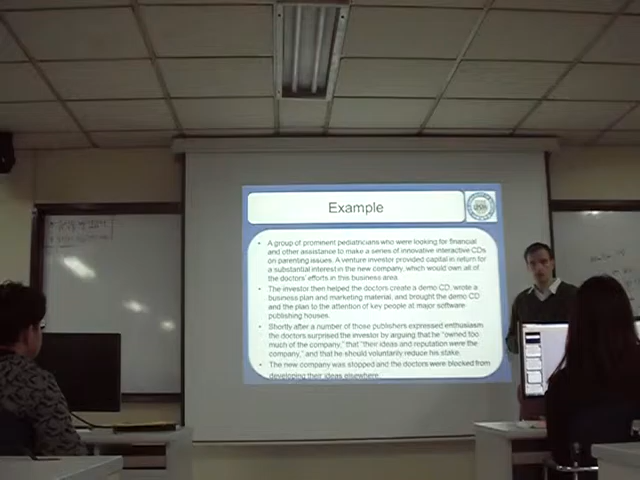 Example
• A group of prominent pediatricians who were looking for financial
and other assistance to make a series of innovative interactive CDs
on parenting issues. A venture investor provided capital in return for
a substantial interest in the new company, which would own all of
the doctors' efforts in this business area.
• The investor then helped the doctors create a demo CD, wrote a
business plan and marketing material, and brought the demo CD
and the plan to the attention of key people at major software
publishing houses.
• Shortly after a number of those publishers expressed enthusiasm
the doctors surprised the investor by arguing that he "owned too
much of the company," that "their ideas and reputation were the
company," and that he should voluntarily reduce his stake.
• The new company was stopped and the doctors were blocked from
developing their ideas elsewhere.